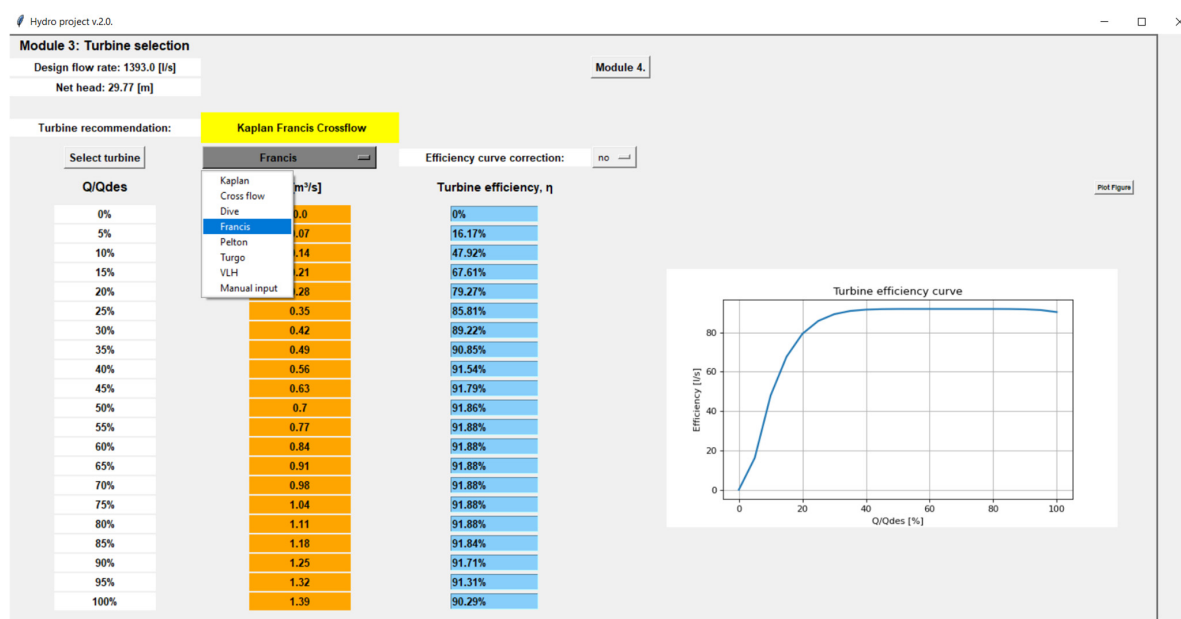 Hydro project v.2.0.
Module 3: Turbine selection
Design flow rate: 1393.0 [l/s]
Module 4.
Net head: 29.77 [m]
Turbine recommendation: Kaplan Francis Crossflow
Select turbine Francis Efficiency curve correction: no
Q/Qdes m³/s] Turbine efficiency, η Plot Figure
Kaplan
Cross flow
Dive
Francis
Pelton
Turgo
VLH
Manual input
0% 0.0 0%
5% .07 16.17%
10% .14 47.92%
15% .21 67.61%
20% .28 79.27%
25% 0.35 85.81%
30% 0.42 89.22%
35% 0.49 90.85%
40% 0.56 91.54%
45% 0.63 91.79%
50% 0.7 91.86%
55% 0.77 91.88%
60% 0.84 91.88%
65% 0.91 91.88%
70% 0.98 91.88%
75% 1.04 91.88%
80% 1.11 91.88%
85% 1.18 91.84%
90% 1.25 91.71%
95% 1.32 91.31%
100% 1.39 90.29%
Turbine efficiency curve
Efficiency [l/s]
80
60
40
20
0
0 20 40 60 80 100
Q/Qdes [%]